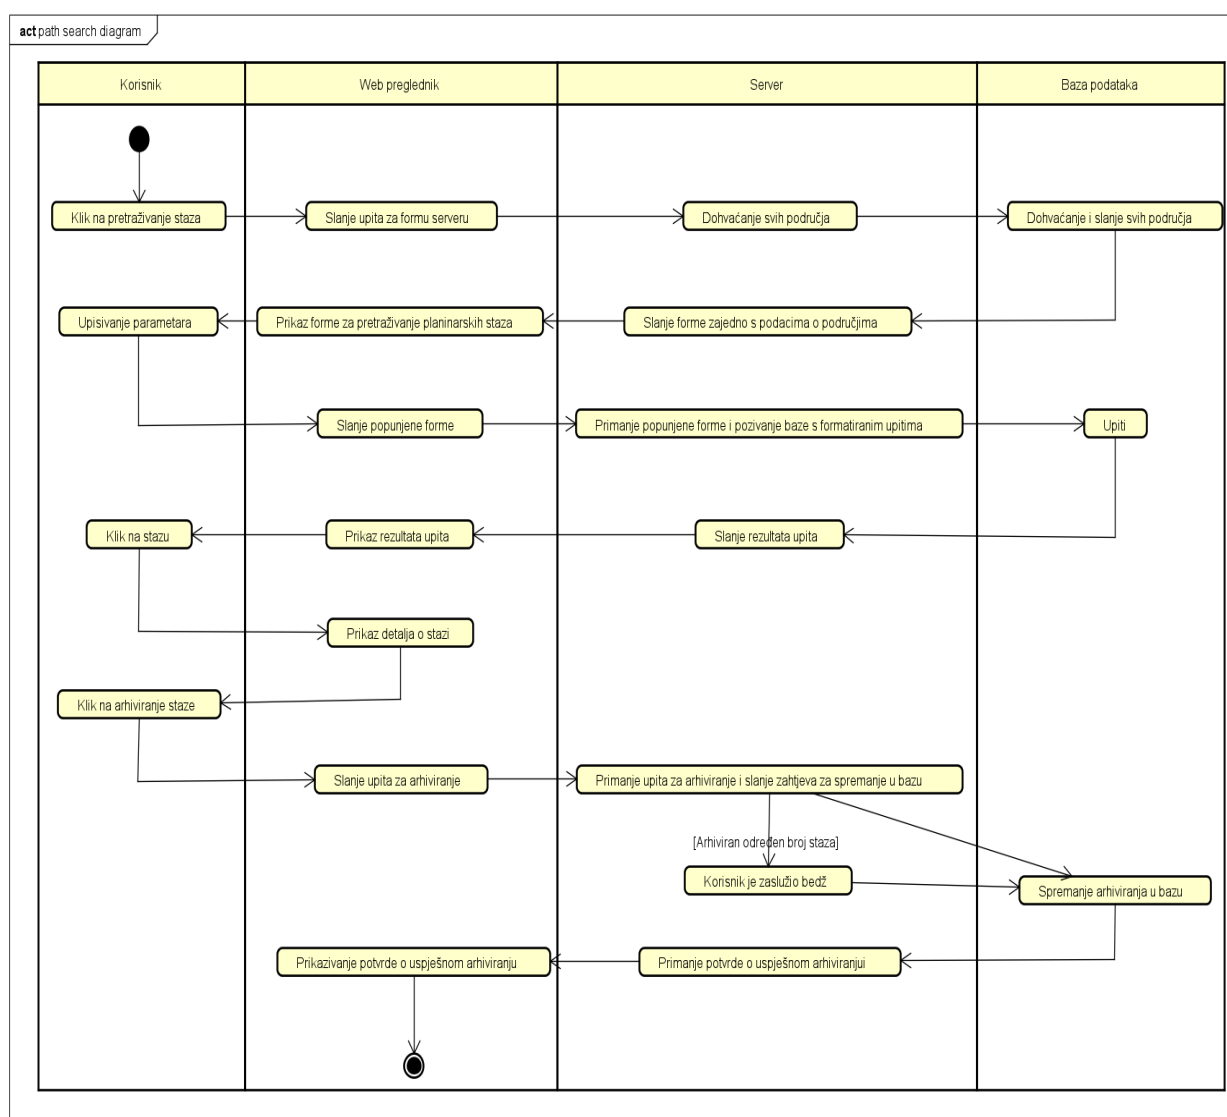 act path search diagram
Korisnik
Web preglednik
Server
Baza podataka
Klik na pretraživanje staza
Slanje upita za formu serveru
Dohvaćanje svih područja
Dohvaćanje i slanje svih područja
Upisivanje parametara
Prikaz forme za pretraživanje planinarskih staza
Slanje forme zajedno s podacima o područjima
Slanje popunjene forme
Primanje popunjene forme i pozivanje baze s formatiranim upitima
Upiti
Klik na stazu
Prikaz rezultata upita
Slanje rezultata upita
Prikaz detalja o stazi
Klik na arhiviranje staze
Slanje upita za arhiviranje
Primanje upita za arhiviranje i slanje zahtjeva za spremanje u bazu
[Arhiviran određen broj staza]
Korisnik je zaslužio bedž
Spremanje arhiviranja u bazu
Prikazivanje potvrde o uspješnom arhiviranju
Primanje potvrde o uspješnom arhiviranjui